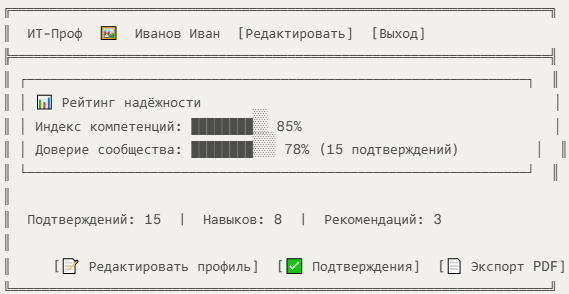 ИТ-Проф 🖼️ Иванов Иван [Редактировать] [Выход]
📊 Рейтинг надёжности
Индекс компетенций: ████████░░ 85%
Доверие сообщества: ████████░░░ 78% (15 подтверждений)
Подтверждений: 15 | Навыков: 8 | Рекомендаций: 3
[📝 Редактировать профиль] [✅ Подтверждения] [📄 Экспорт PDF]